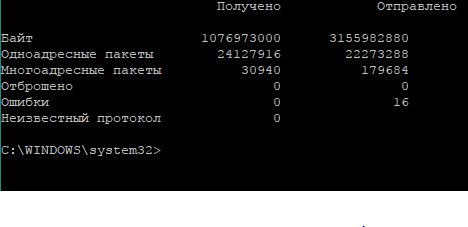 Получено Отправлено
Байт 1076973000 3155982880
Одноадресные пакеты 24127916 22273288
Многоадресные пакеты 30940 179684
Отброшено 0 0
Ошибки 0 16
Неизвестный протокол 0
C:\WINDOWS\system32>